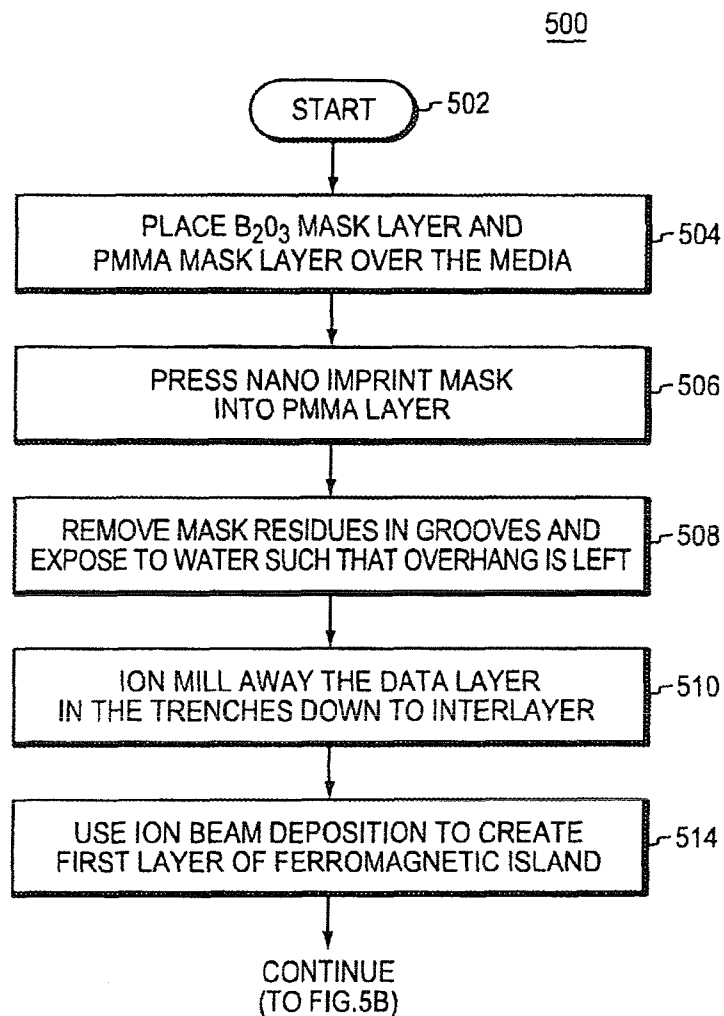 500
START
502
PLACE B₂0₃ MASK LAYER AND
PMMA MASK LAYER OVER THE MEDIA
504
PRESS NANO IMPRINT MASK
INTO PMMA LAYER
506
REMOVE MASK RESIDUES IN GROOVES AND
EXPOSE TO WATER SUCH THAT OVERHANG IS LEFT
508
ION MILL AWAY THE DATA LAYER
IN THE TRENCHES DOWN TO INTERLAYER
510
USE ION BEAM DEPOSITION TO CREATE
FIRST LAYER OF FERROMAGNETIC ISLAND
514
CONTINUE
(TO FIG.5B)